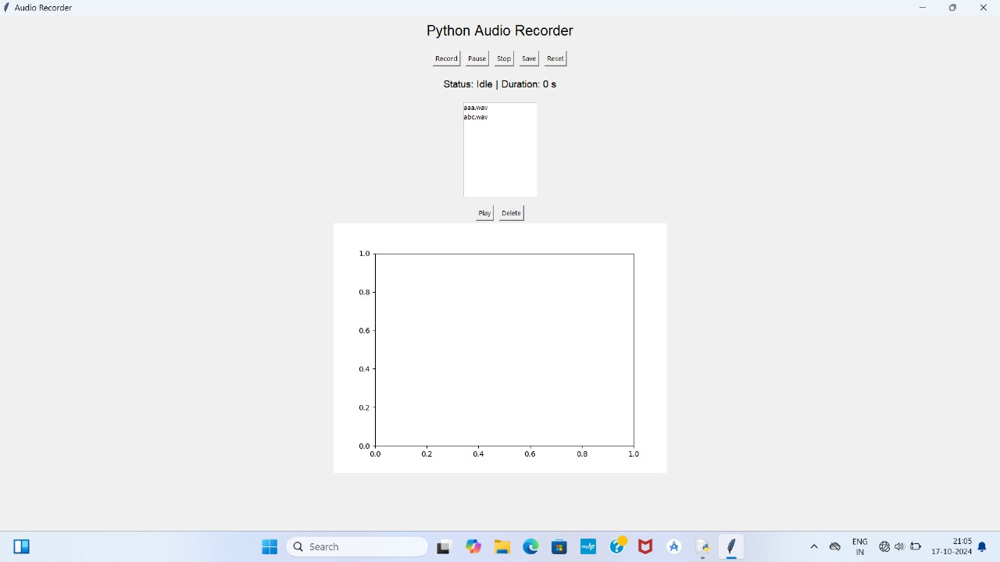 Audio Recorder
Python Audio Recorder
Record Pause Stop Save Reset
Status: Idle | Duration: 0 s
aaa.wav
abc.wav
Play Delete
1.0
0.8
0.6
0.4
0.2
0.0
0.0 0.2 0.4 0.6 0.8 1.0
Search
myhp
ENG
IN
21:05
17-10-2024